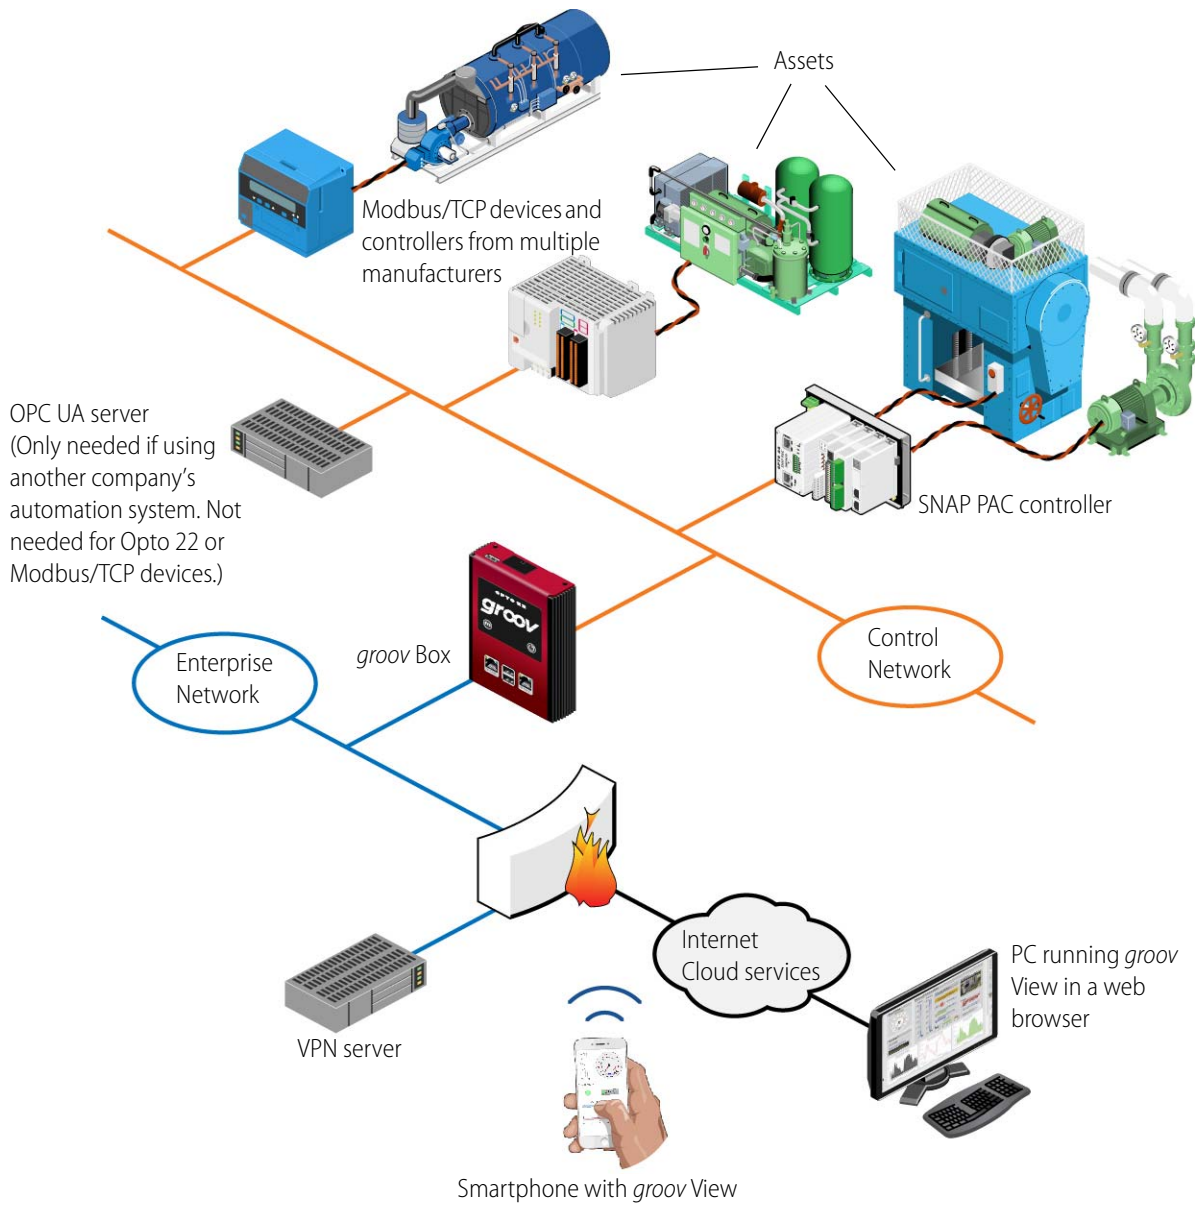 Assets
Modbus/TCP devices and
controllers from multiple
manufacturers
OPC UA server
(Only needed if using
another company’s
automation system. Not
needed for Opto 22 or
Modbus/TCP devices.)
SNAP PAC controller
OPTO 22
groov
groov Box
Enterprise
Network
Control
Network
Internet
Cloud services
PC running groov
View in a web
browser
VPN server
Smartphone with groov View